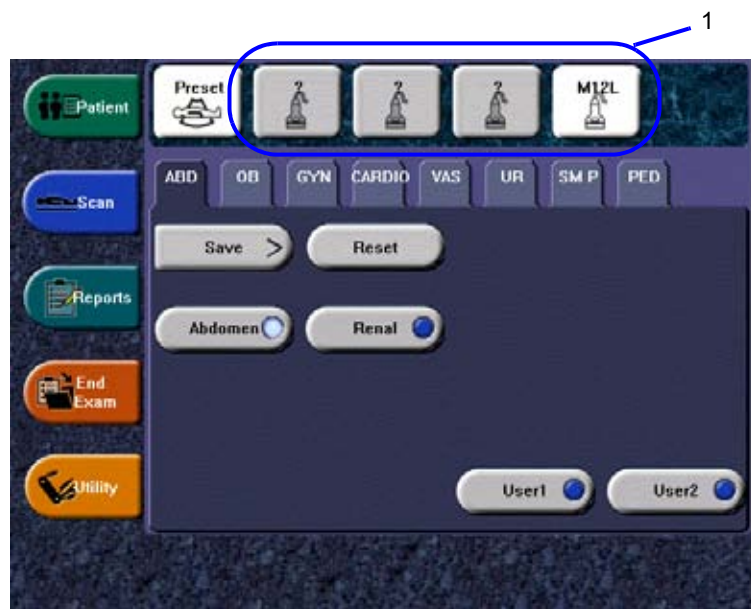 1
Patient
Preset ? ? ? M12L
ABD OB GYN CARDIO VAS UR SM P PED
Scan
Save > Reset
Reports
Abdomen Renal
End
Exam
Utility
User1 User2